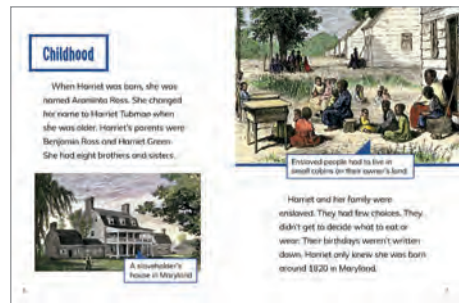 Childhood
When Harriet was born, she was
named Araminta Ross. She changed
her name to Harriet Tubman when
she was older. Harriet's parents were
Benjamin Ross and Harriet Green.
She had eight brothers and sisters.
A slaveholder's
house in Maryland
Enslaved people had to live in
small cabins on their owner's land.
Harriet and her family were
enslaved. They had few choices. They
didn't get to decide what to eat or
wear. Their birthdays weren't written
down. Harriet only knew she was born
around 1820 in Maryland.